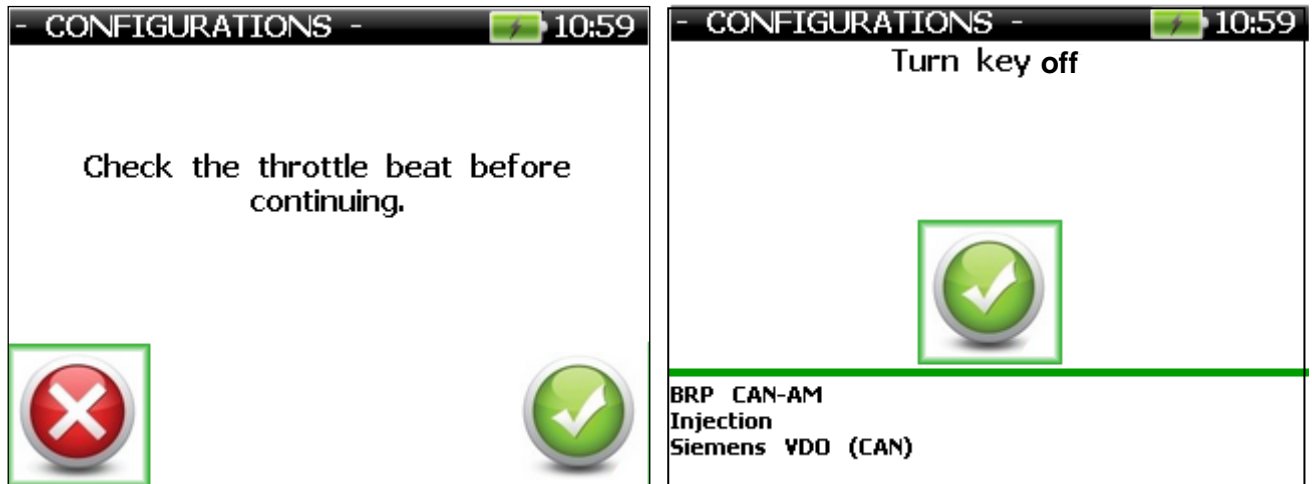 - CONFIGURATIONS - 10:59
Check the throttle beat before
continuing.
- CONFIGURATIONS - 10:59
Turn key off
BRP CAN-AM
Injection
Siemens VDO (CAN)